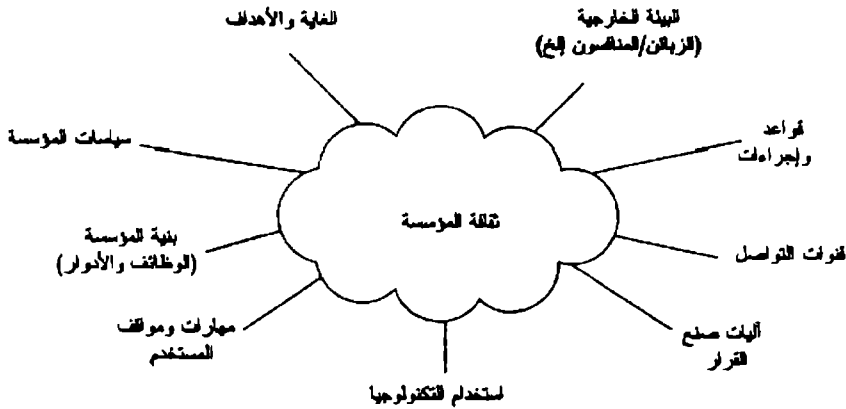 البيئة الخارجية
(الزبائن/المنافسون إلخ)
الغاية والأهداف
قواعد
وإجراءات
سياسات المؤسسة
ثقافة المؤسسة
بنية المؤسسة
(الوظائف والأدوار)
قنوات التواصل
مهارات ومواقف
المستخدم
آليات صنع
القرار
استخدام التكنولوجيا